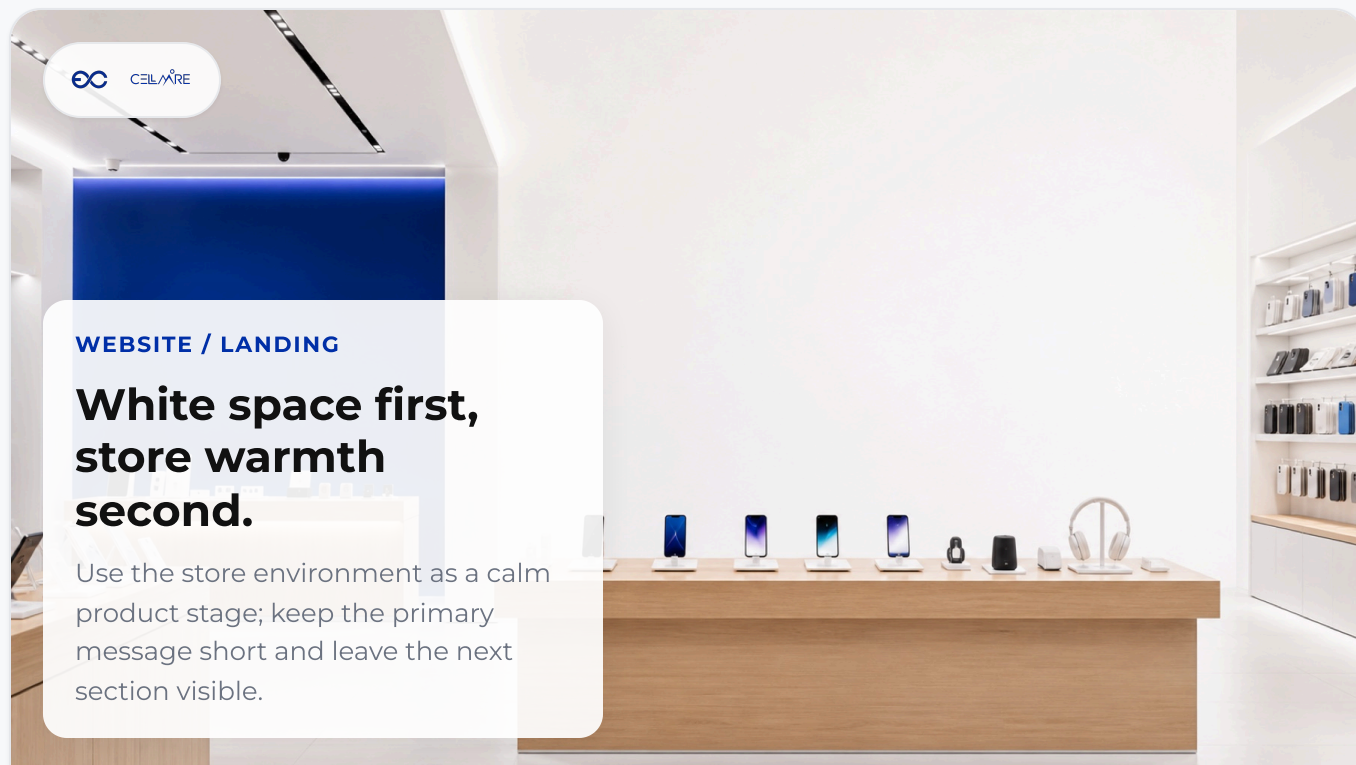 CELLMIRE
WEBSITE / LANDING
White space first,
store warmth
second.
Use the store environment as a calm
product stage; keep the primary
message short and leave the next
section visible.